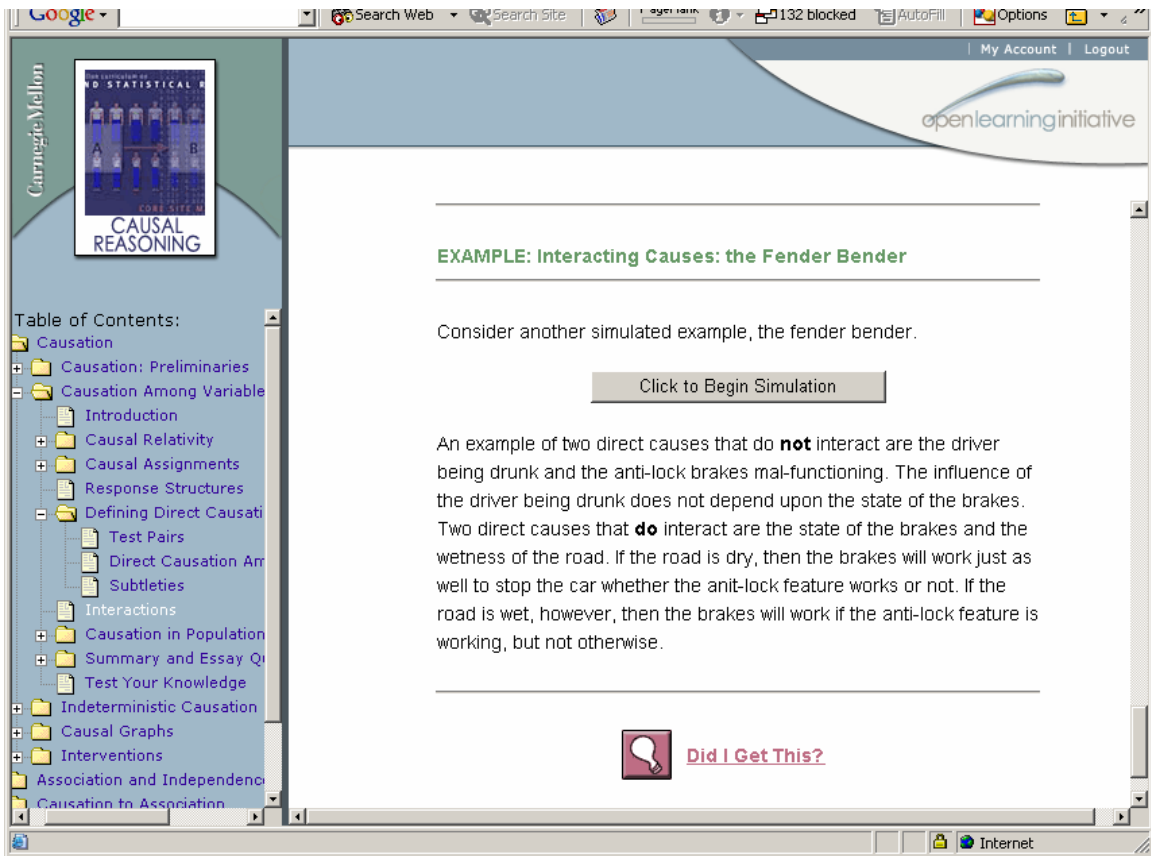 Google
Search Web
Search Site
PageRank
132 blocked
AutoFill
Options
My Account | Logout
Carnegie Mellon
ND STATISTICAL R
A
B
CORE SITE M
CAUSAL
REASONING
openlearninginitiative
Table of Contents:
Causation
Causation: Preliminaries
Causation Among Variable
Introduction
Causal Relativity
Causal Assignments
Response Structures
Defining Direct Causati
Test Pairs
Direct Causation Am
Subtleties
Interactions
Causation in Population
Summary and Essay Qu
Test Your Knowledge
Indeterministic Causation
Causal Graphs
Interventions
Association and Independenc
Causation to Association
EXAMPLE: Interacting Causes: the Fender Bender
Consider another simulated example, the fender bender.
Click to Begin Simulation
An example of two direct causes that do not interact are the driver
being drunk and the anti-lock brakes mal-functioning. The influence of
the driver being drunk does not depend upon the state of the brakes.
Two direct causes that do interact are the state of the brakes and the
wetness of the road. If the road is dry, then the brakes will work just as
well to stop the car whether the anit-lock feature works or not. If the
road is wet, however, then the brakes will work if the anti-lock feature is
working, but not otherwise.
Did I Get This?
Internet